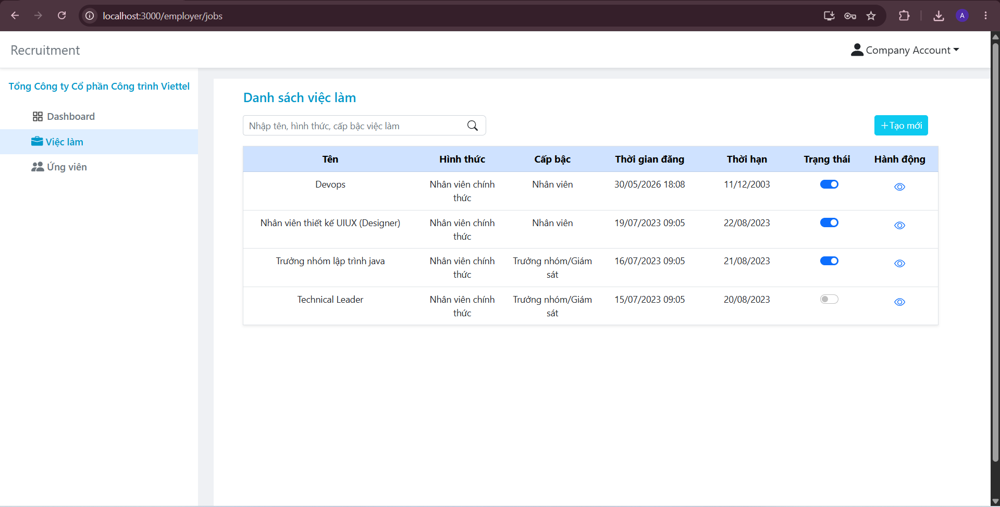 localhost:3000/employer/jobs
A
Recruitment
Company Account
Tổng Công ty Cổ phần Công trình Viettel
Dashboard
Việc làm
Ứng viên
Danh sách việc làm
Nhập tên, hình thức, cấp bậc việc làm
+Tạo mới
Tên Hình thức Cấp bậc Thời gian đăng Thời hạn Trạng thái Hành động
Devops Nhân viên chính Nhân viên 30/05/2026 18:08 11/12/2003
thức
Nhân viên thiết kế UIUX (Designer) Nhân viên chính Nhân viên 19/07/2023 09:05 22/08/2023
thức
Trưởng nhóm lập trình java Nhân viên chính Trưởng nhóm/Giám 16/07/2023 09:05 21/08/2023
thức sát
Technical Leader Nhân viên chính Trưởng nhóm/Giám 15/07/2023 09:05 20/08/2023
thức sát